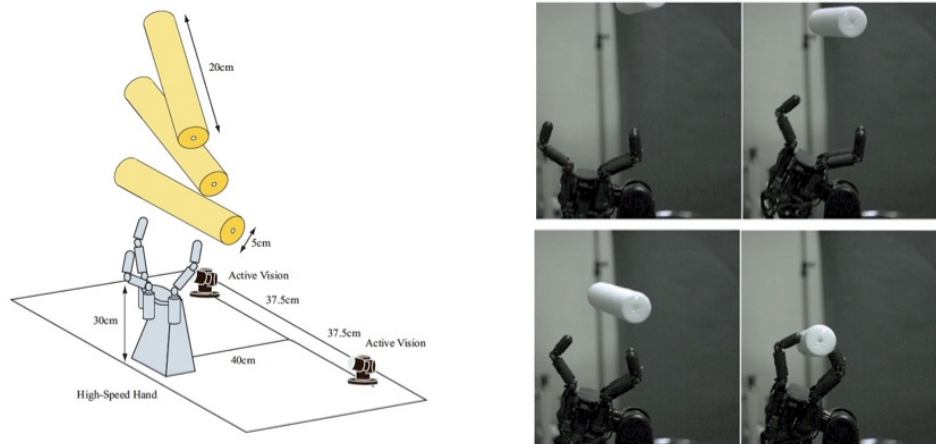 20cm
5cm
Active Vision
37.5cm
30cm
37.5cm
Active Vision
40cm
High-Speed Hand